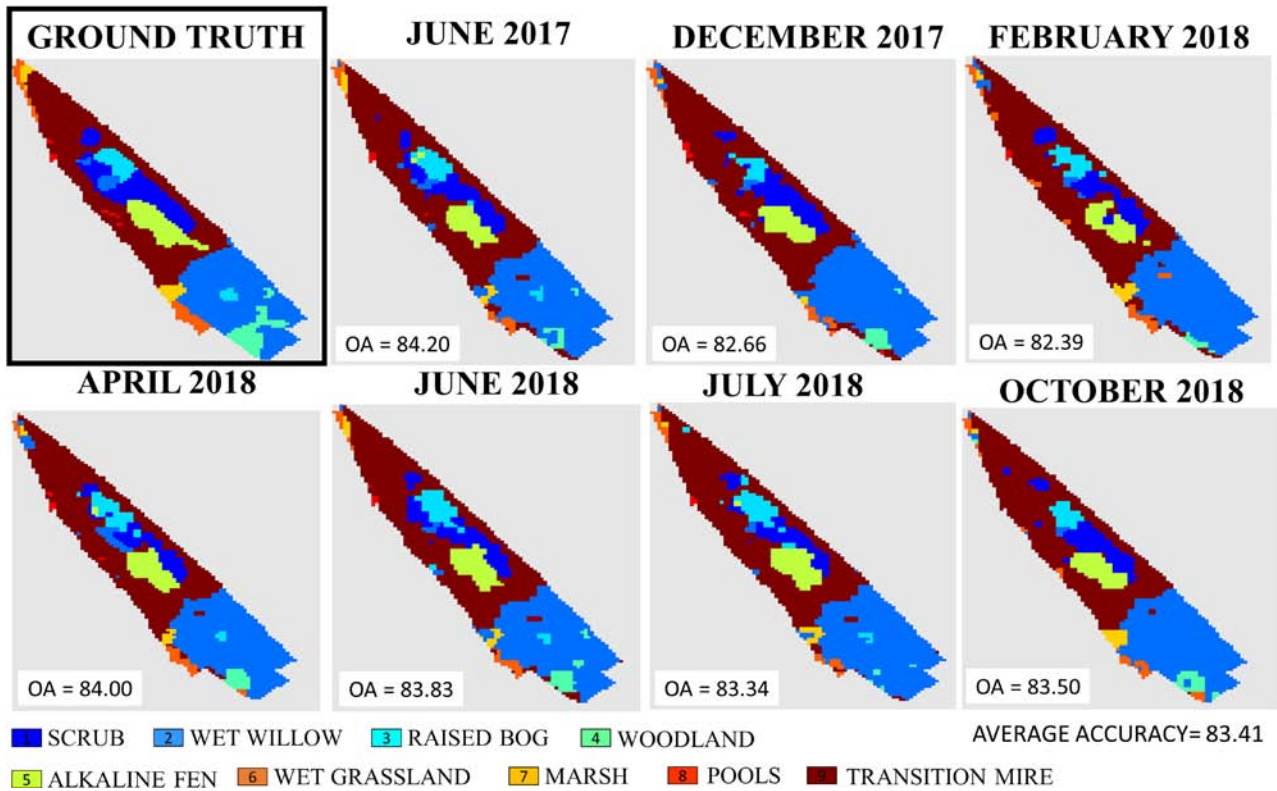 GROUND TRUTH
JUNE 2017
DECEMBER 2017
FEBRUARY 2018
OA = 84.20
OA = 82.66
OA = 82.39
APRIL 2018
JUNE 2018
JULY 2018
OCTOBER 2018
OA = 84.00
OA = 83.83
OA = 83.34
OA = 83.50
1 SCRUB 2 WET WILLOW 3 RAISED BOG 4 WOODLAND
AVERAGE ACCURACY= 83.41
5 ALKALINE FEN 6 WET GRASSLAND 7 MARSH 8 POOLS 9 TRANSITION MIRE